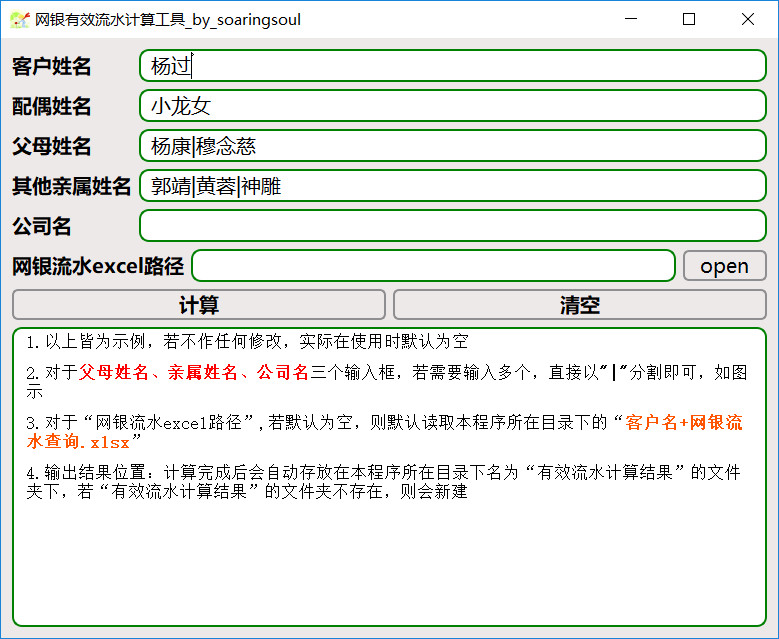 网银有效流水计算工具_by_soaringsoul
客户姓名 杨过
配偶姓名 小龙女
父母姓名 杨康|穆念慈
其他亲属姓名 郭靖|黄蓉|神雕
公司名
网银流水excel路径 open
计算 清空
1.以上皆为示例，若不作任何修改，实际在使用时默认为空
2.对于父母姓名、亲属姓名、公司名三个输入框，若需要输入多个，直接以"|"分割即可，如图
示
3.对于“网银流水excel路径”,若默认为空，则默认读取本程序所在目录下的“客户名+网银流
水查询.xlsx”
4.输出结果位置：计算完成后会自动存放在本程序所在目录下名为“有效流水计算结果”的文件
夹下，若“有效流水计算结果”的文件夹不存在，则会新建